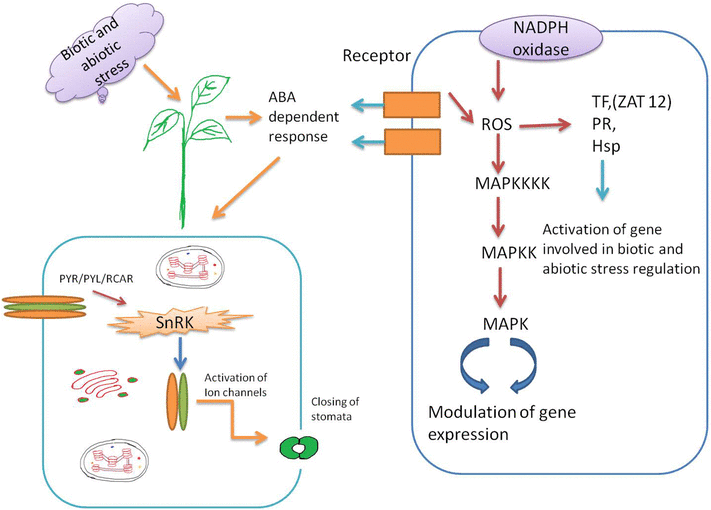 Biotic and
abiotic
stress
ABA
dependent
response
Receptor
NADPH
oxidase
ROS
TF,(ZAT 12)
PR,
Hsp
MAPKKKK
Activation of gene
involved in biotic and
abiotic stress regulation
MAPKK
MAPK
Modulation of gene
expression
PYR/PYL/RCAR
SnRK
Activation of
Ion channels
Closing of
stomata